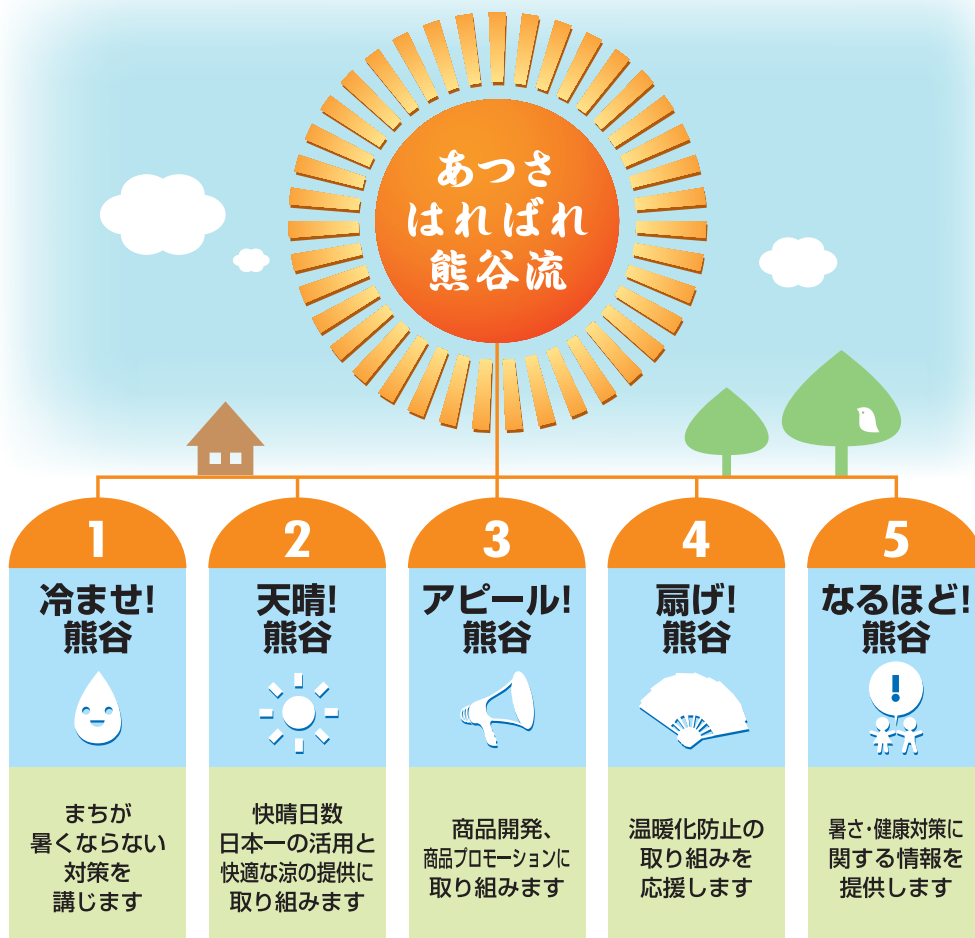 あつさ
はればれ
熊谷流
1
冷ませ!
熊谷
まちが
暑くならない
対策を
講じます
2
天晴!
熊谷
快晴日数
日本一の活用と
快適な涼の提供に
取り組みます
3
アピール!
熊谷
商品開発、
商品プロモーションに
取り組みます
4
扇げ!
熊谷
温暖化防止の
取り組みを
応援します
5
なるほど!
熊谷
!
暑さ・健康対策に
関する情報を
提供します